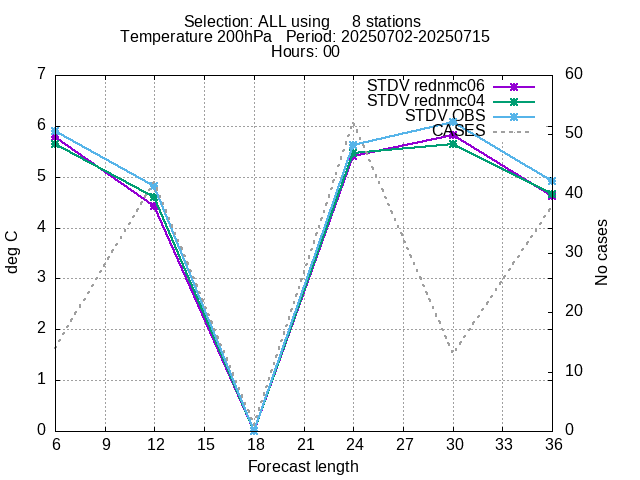 Selection: ALL using     8 stations
Temperature 200hPa   Period: 20250702-20250715
Hours: 00
STDV rednmc06
STDV rednmc04
STDV OBS
CASES
7
6
5
4
3
2
1
0
deg C
60
50
40
30
20
10
0
No cases
6 9 12 15 18 21 24 27 30 33 36
Forecast length